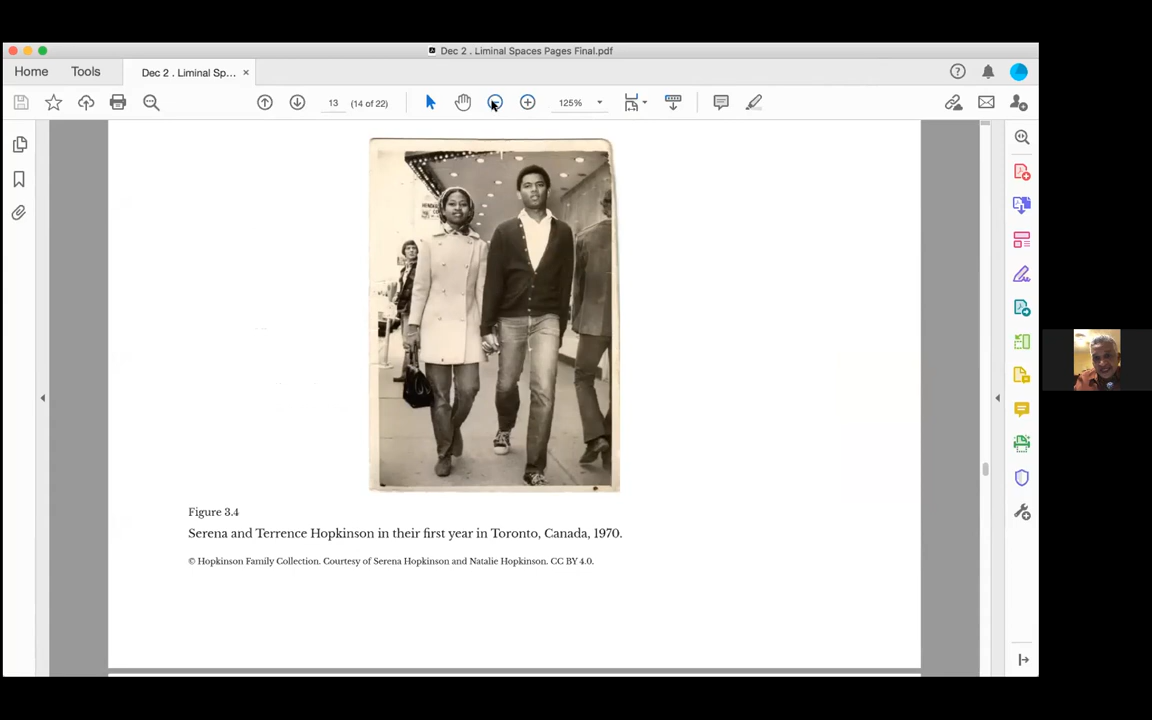 Dec 2 . Liminal Spaces Pages Final.pdf
Home
Tools
Dec 2 . Liminal Sp...
13
(14 of 22)
125%
Figure 3.4
Serena and Terrence Hopkinson in their first year in Toronto, Canada, 1970.
© Hopkinson Family Collection. Courtesy of Serena Hopkinson and Natalie Hopkinson. CC BY 4.0.